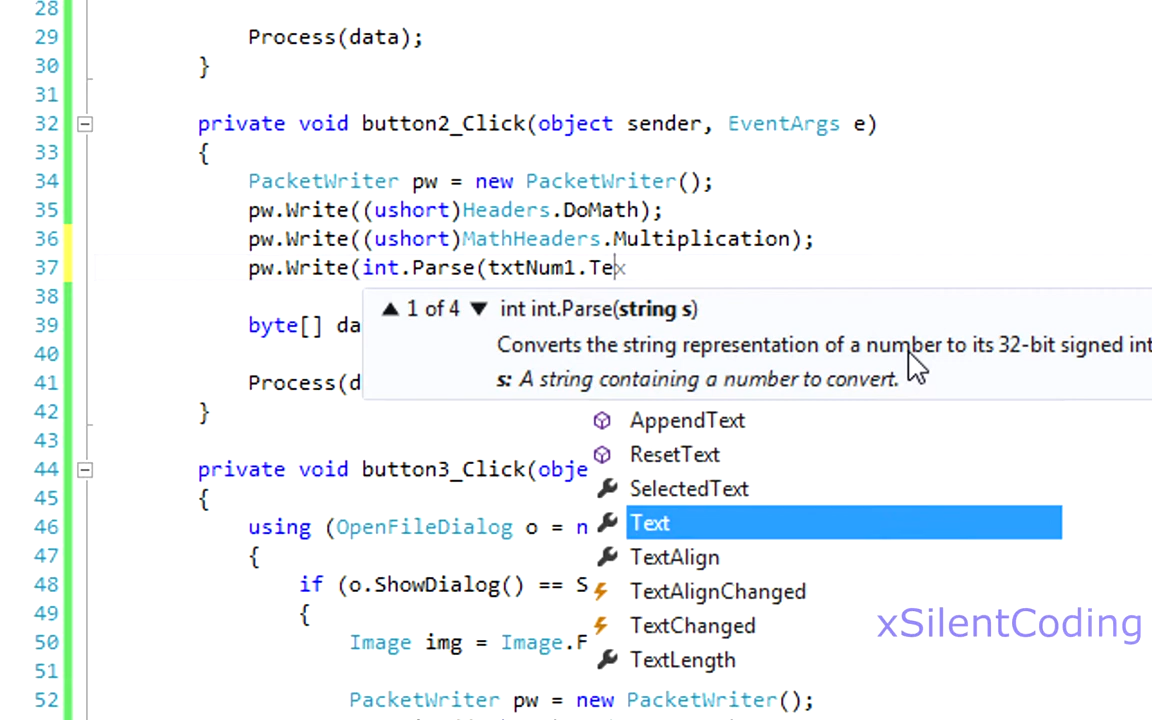 28
29 Process(data);
30 }
31
32 private void button2_Click(object sender, EventArgs e)
33 {
34 PacketWriter pw = new PacketWriter();
35 pw.Write((ushort)Headers.DoMath);
36 pw.Write((ushort)MathHeaders.Multiplication);
37 pw.Write(int.Parse(txtNum1.Tex
38 ▲ 1 of 4 ▼ int int.Parse(string s)
39 byte[] da
40 Converts the string representation of a number to its 32-bit signed int
41 Process(d s: A string containing a number to convert.
42 }
AppendText
43
ResetText
44 private void button3_Click(obje
45 {
SelectedText
46 using (OpenFileDialog o = n Text
47 {
TextAlign
48 if (o.ShowDialog() == S TextAlignChanged
49 {
TextChanged xSilentCoding
50 Image img = Image.F
51 TextLength
52 PacketWriter pw = new PacketWriter();